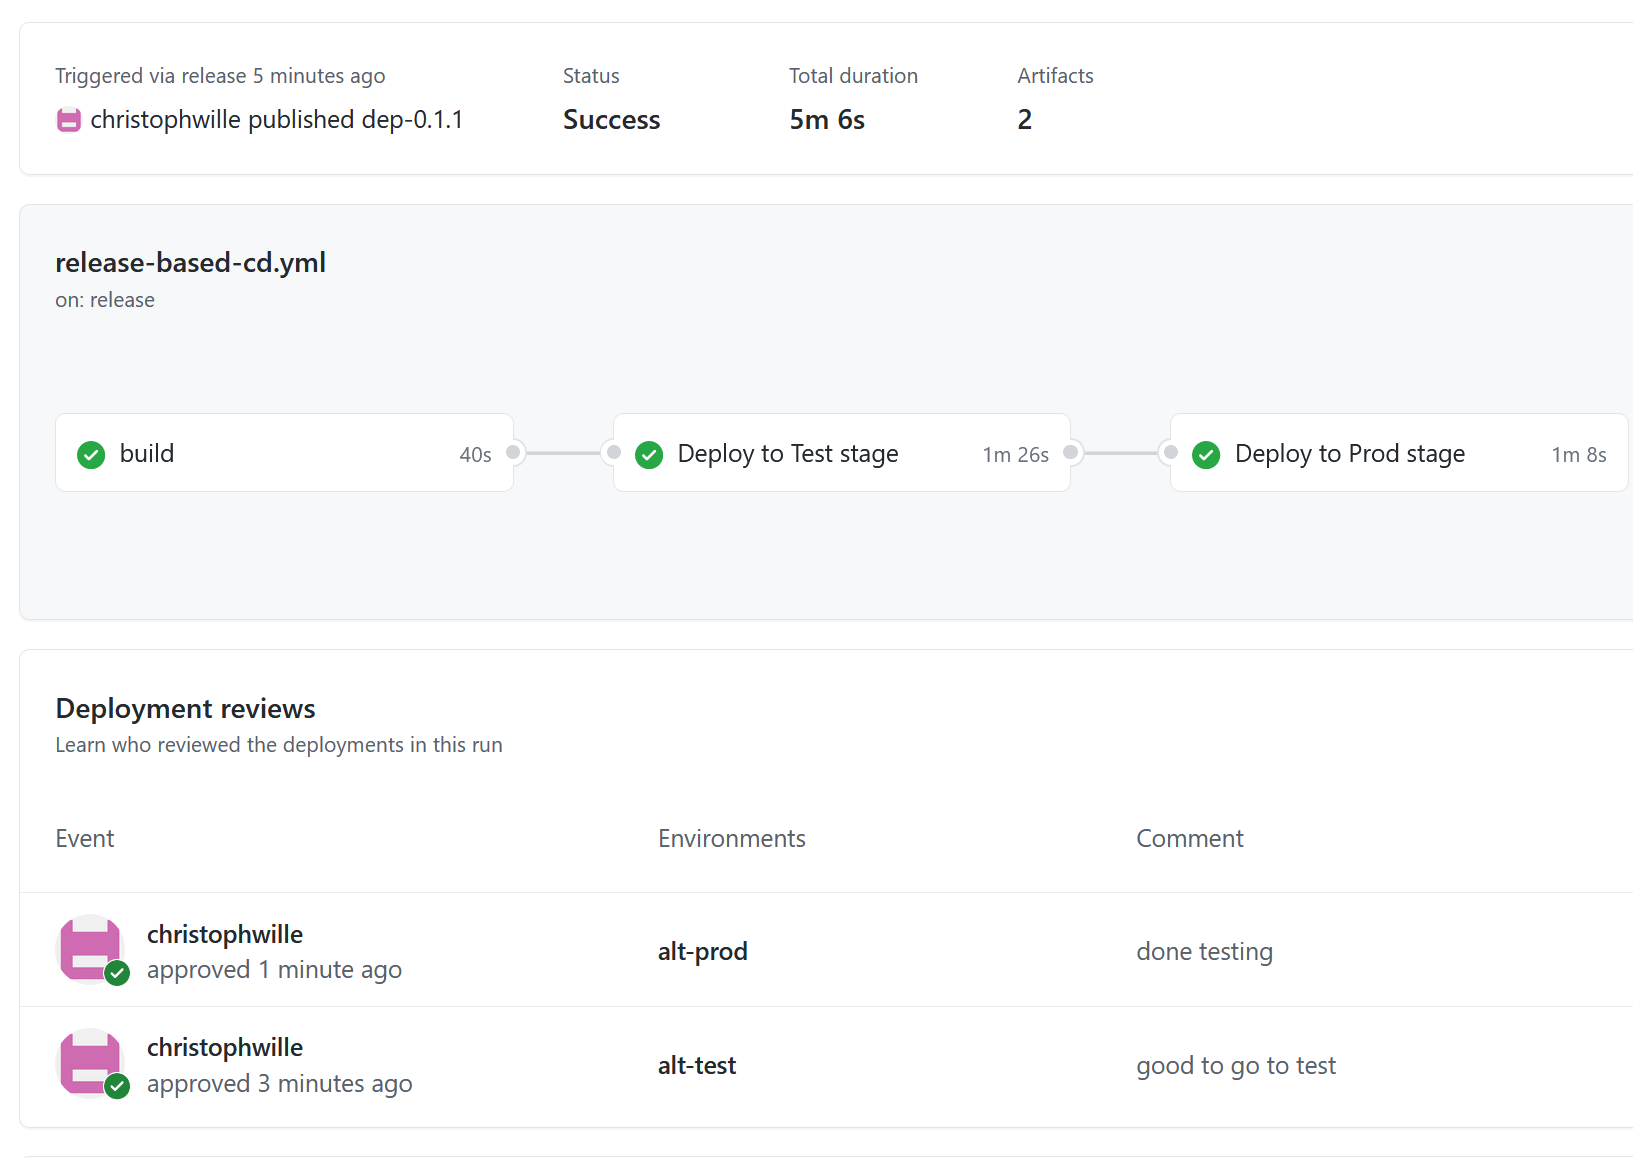 Triggered via release 5 minutes ago
christophwille published dep-0.1.1
Status
Success
Total duration
5m 6s
Artifacts
2
release-based-cd.yml
on: release
build 40s
Deploy to Test stage 1m 26s
Deploy to Prod stage 1m 8s
Deployment reviews
Learn who reviewed the deployments in this run
Event Environments Comment
christophwille
approved 1 minute ago
alt-prod
done testing
christophwille
approved 3 minutes ago
alt-test
good to go to test